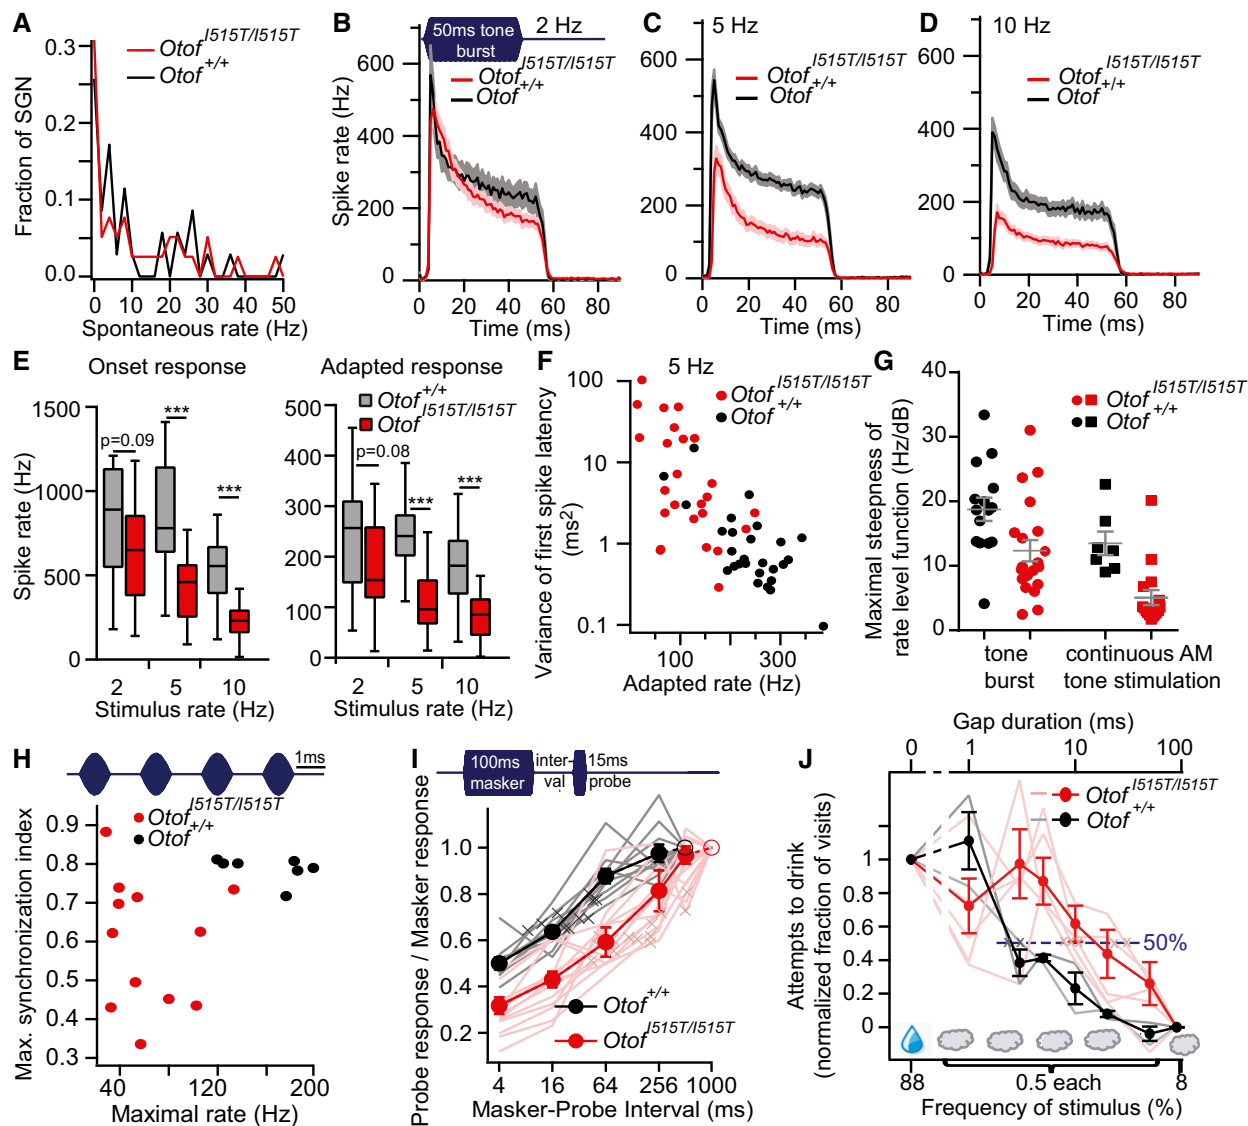 A
Otof I515T/I515T
Otof +/+
Fraction of SGN
0.3
0.2
0.1
0.0
0 10 20 30 40 50
Spontaneous rate (Hz)
B
50ms tone
burst
2 Hz
Otof I515T/I515T
Otof +/+
Spike rate (Hz)
600
400
200
0
0 20 40 60 80
Time (ms)
C
5 Hz
Otof I515T/I515T
Otof +/+
600
400
200
0
0 20 40 60 80
Time (ms)
D
10 Hz
Otof I515T/I515T
Otof +/+
600
400
200
0
0 20 40 60 80
Time (ms)
E
Onset response
Spike rate (Hz)
1500
1000
500
0
p=0.09
***
***
2 5 10
Stimulus rate (Hz)
Adapted response
Otof +/+
Otof I515T/I515T
500
400
300
200
100
0
p=0.08
***
***
2 5 10
Stimulus rate (Hz)
F
5 Hz
Otof I515T/I515T
Otof +/+
Variance of first spike latency
(ms-2)
100
10
1
0.1
100 300
Adapted rate (Hz)
G
Otof I515T/I515T
Otof +/+
Maximal steepness of
rate level function (Hz/dB)
40
30
20
10
0
tone
burst
continuous AM
tone stimulation
H
1ms
Otof I515T/I515T
Otof +/+
Max. synchronization index
0.9
0.8
0.7
0.6
0.5
0.4
0.3
40 120 200
Maximal rate (Hz)
I
100ms
masker
inter-
val
15ms
probe
Probe response / Masker response
1.0
0.8
0.6
0.4
0.2
Otof +/+
Otof I515T/I515T
4 16 64 256 1000
Masker-Probe Interval (ms)
J
Gap duration (ms)
0 1 10 100
Otof I515T/I515T
Otof +/+
Attempts to drink
(normalized fraction of visits)
1
0.8
0.6
0.4
0.2
0
50%
88 0.5 each 8
Frequency of stimulus (%)